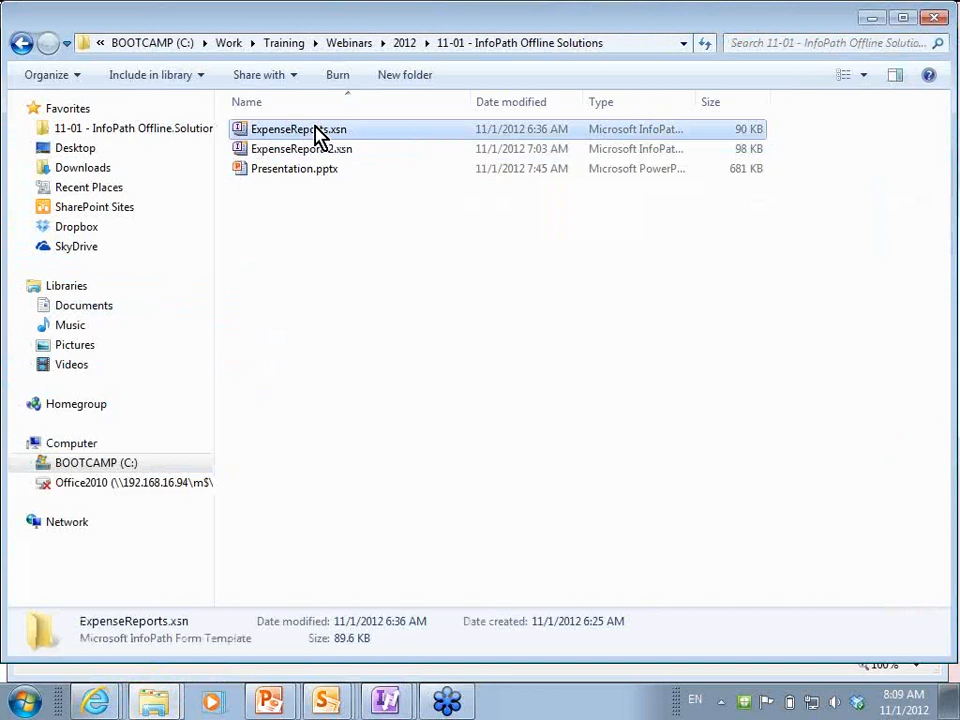 « BOOTCAMP (C:) Work Training Webinars 2012 11-01 - InfoPath Offline Solutions
Search 11-01 - InfoPath Offline Solutio...
Organize Include in library Share with Burn New folder
Name Date modified Type Size
Favorites
11-01 - InfoPath Offline.Solution
Desktop
Downloads
Recent Places
SharePoint Sites
Dropbox
SkyDrive
Libraries
Documents
Music
Pictures
Videos
Homegroup
Computer
BOOTCAMP (C:)
Office2010 (\\192.168.16.94\m$\
Network
ExpenseReports.xsn 11/1/2012 6:36 AM Microsoft InfoPat... 90 KB
ExpenseReports2.xsn 11/1/2012 7:03 AM Microsoft InfoPat... 98 KB
Presentation.pptx 11/1/2012 7:45 AM Microsoft PowerP... 681 KB
ExpenseReports.xsn Date modified: 11/1/2012 6:36 AM Date created: 11/1/2012 6:25 AM
Microsoft InfoPath Form Template Size: 89.6 KB
100%
EN
8:09 AM
11/1/2012